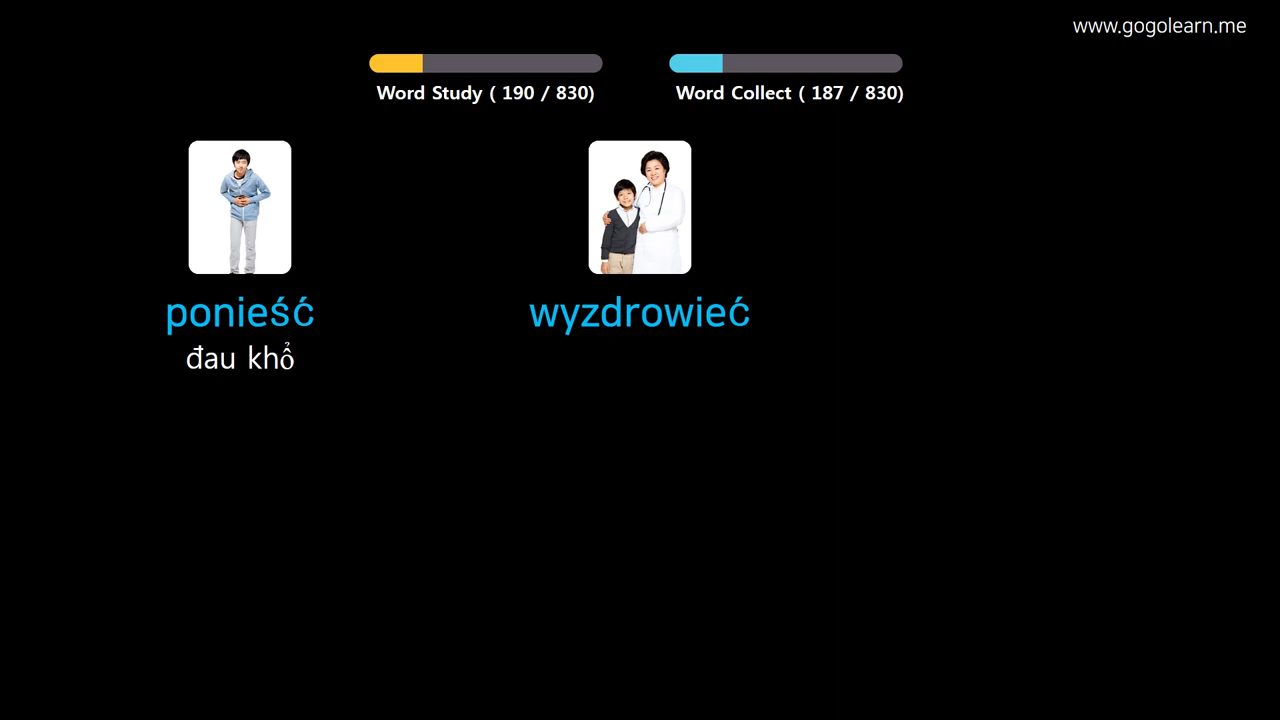 www.gogolearn.me
Word Study ( 190 / 830)
Word Collect ( 187 / 830)
ponieść
wyzdrowieć
đau khổ